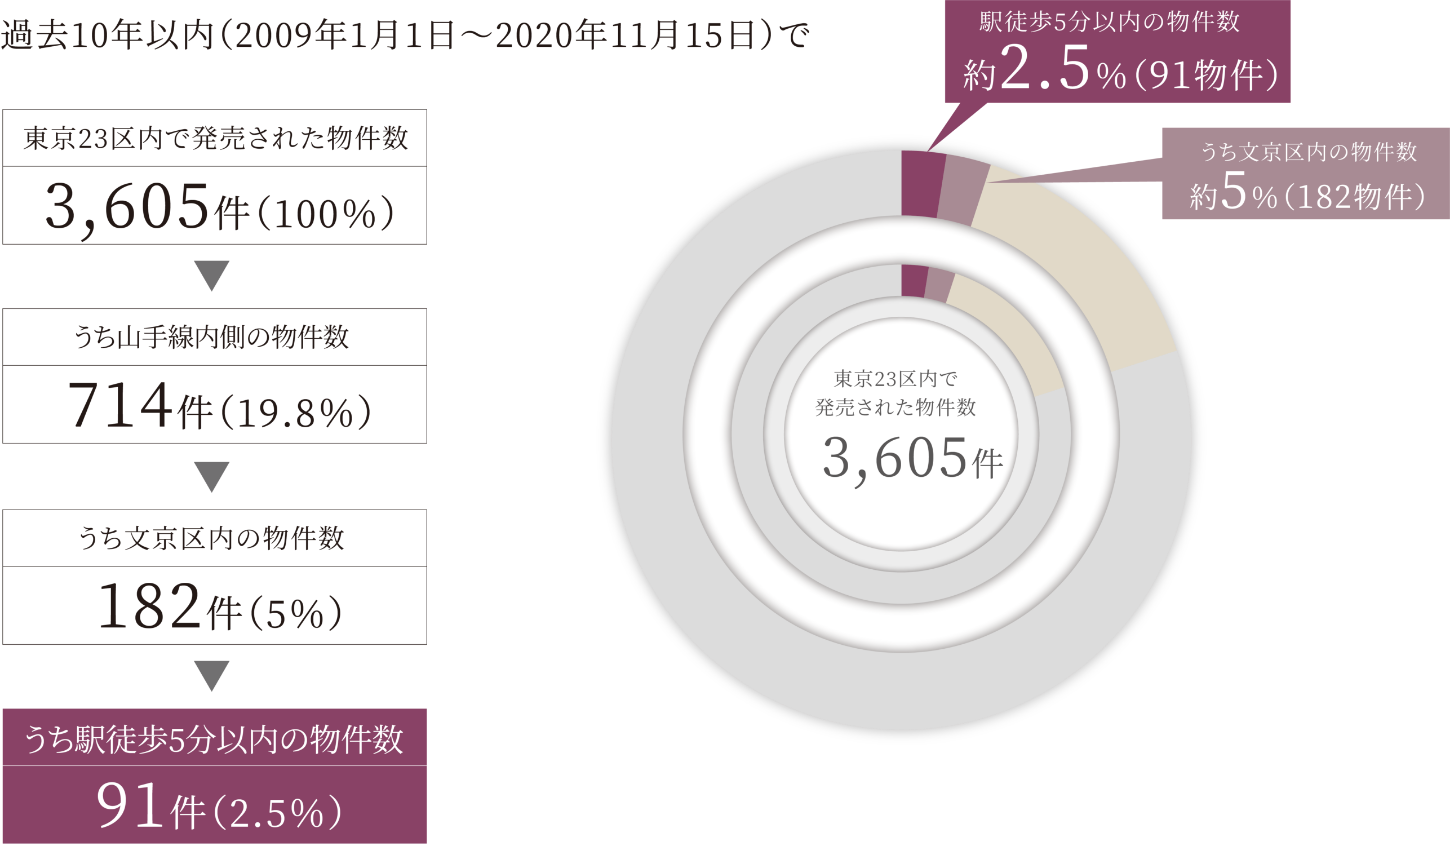 過去10年以内（2009年1月1日～2020年11月15日）で
東京23区内で発売された物件数
3,605件（100%）
うち山手線内側の物件数
714件（19.8%）
うち文京区内の物件数
182件（5%）
うち駅徒歩5分以内の物件数
91件（2.5%）
駅徒歩5分以内の物件数
約2.5%（91物件）
うち文京区内の物件数
約5%（182物件）
東京23区内で
発売された物件数
3,605件